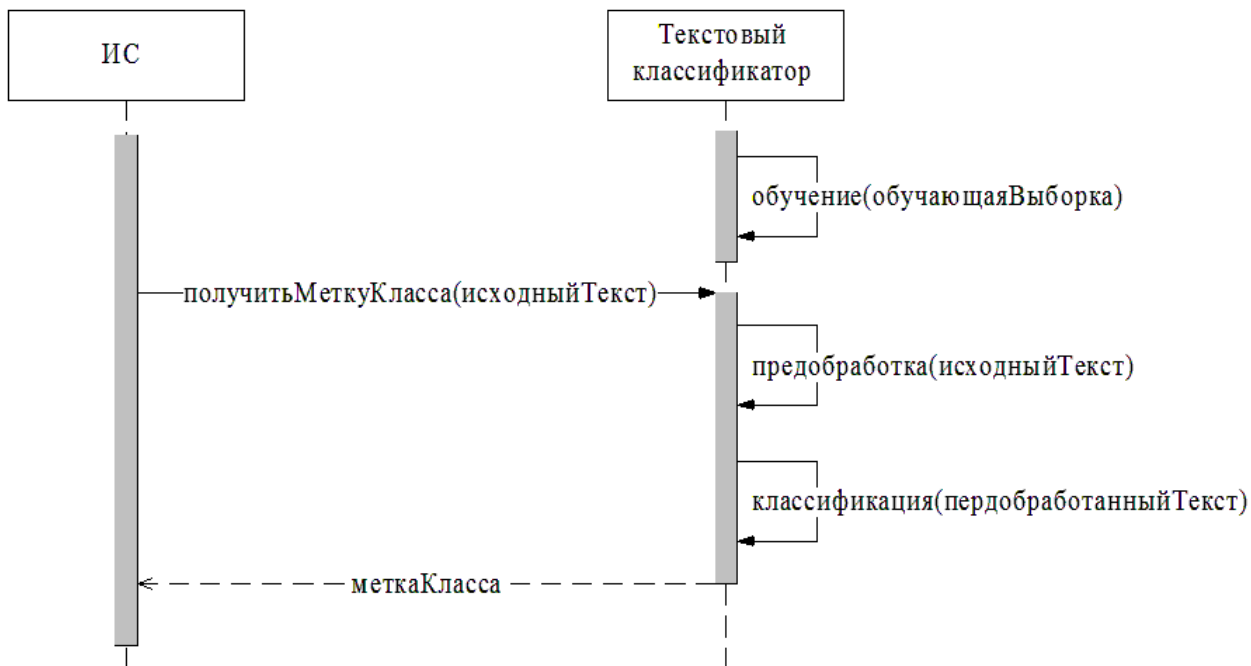 ИС
Текстовый
классификатор
обучение(обучающаяВыборка)
получитьМеткуКласса(исходныйТекст)
предобработка(исходныйТекст)
классификация(пердобработанныйТекст)
меткаКласса